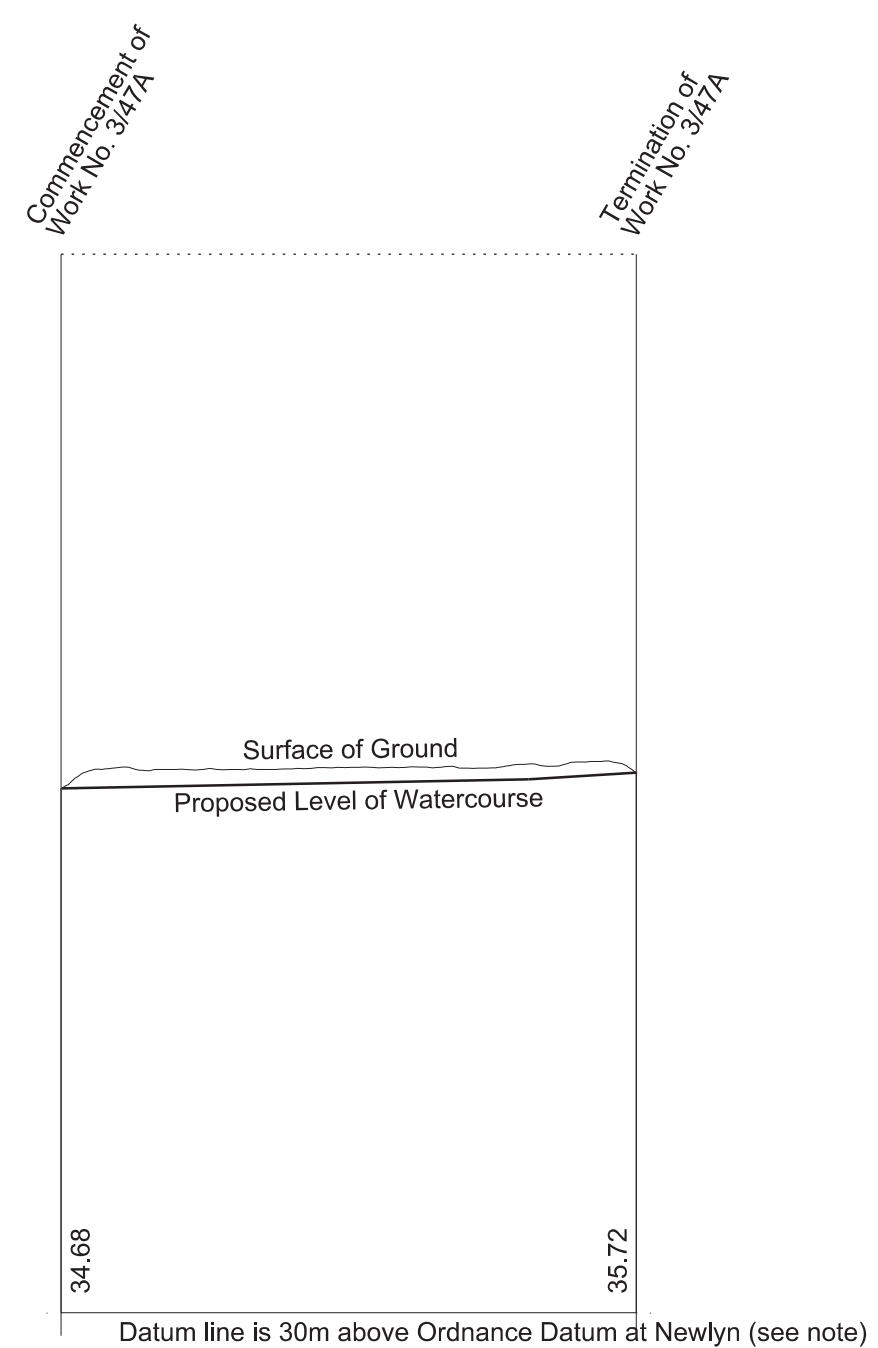 Commencement of
Work No. 3/47A
Termination of
Work No. 3/47A
Surface of Ground
Proposed Level of Watercourse
34.68
35.72
Datum line is 30m above Ordnance Datum at Newlyn (see note)